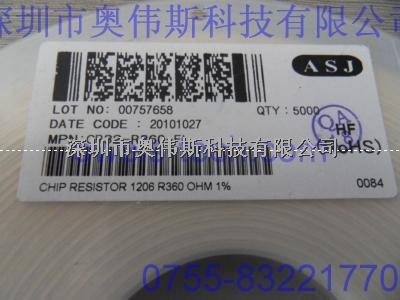 深圳市奥伟斯科技有限公司
ASJ
LOT NO: 00757658
QTY: 5000
DATE CODE : 20101027
QA
HF
深圳市奥伟斯科技有限公司
CHIP RESISTOR 1206 R360 OHM 1%
0084
0755-83221770